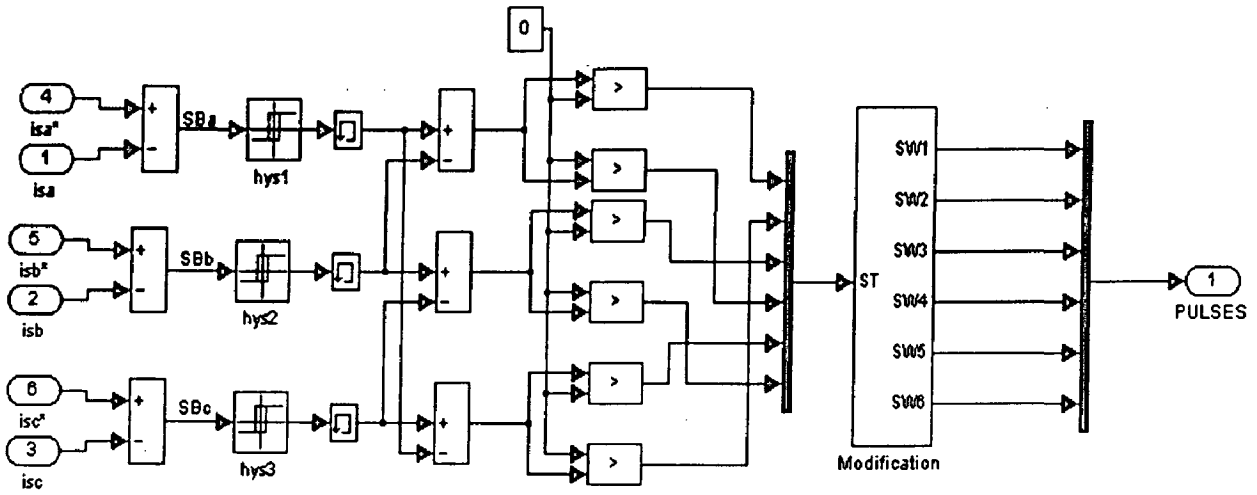 0
4
isa*
1
isa
+
−
SBa
hys1
+
−
>
>
5
isb*
2
isb
+
−
SBb
hys2
+
−
>
>
6
isc*
3
isc
+
−
SBc
hys3
+
−
>
>
ST
SW1
SW2
SW3
SW4
SW5
SW6
Modification
1
PULSES